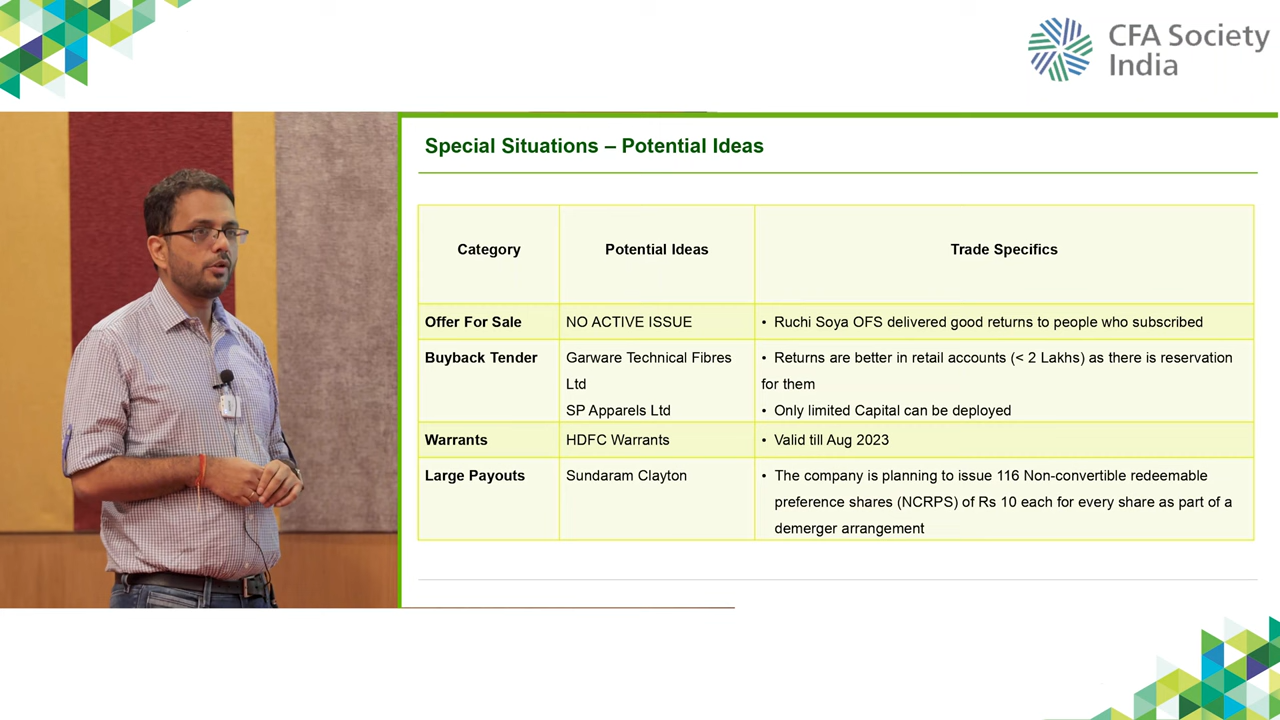 CFA Society
India
Special Situations – Potential Ideas
Category
Potential Ideas
Trade Specifics
Offer For Sale
NO ACTIVE ISSUE
• Ruchi Soya OFS delivered good returns to people who subscribed
Buyback Tender
Garware Technical Fibres
Ltd
SP Apparels Ltd
• Returns are better in retail accounts (< 2 Lakhs) as there is reservation
for them
• Only limited Capital can be deployed
Warrants
HDFC Warrants
• Valid till Aug 2023
Large Payouts
Sundaram Clayton
• The company is planning to issue 116 Non-convertible redeemable
preference shares (NCRPS) of Rs 10 each for every share as part of a
demerger arrangement